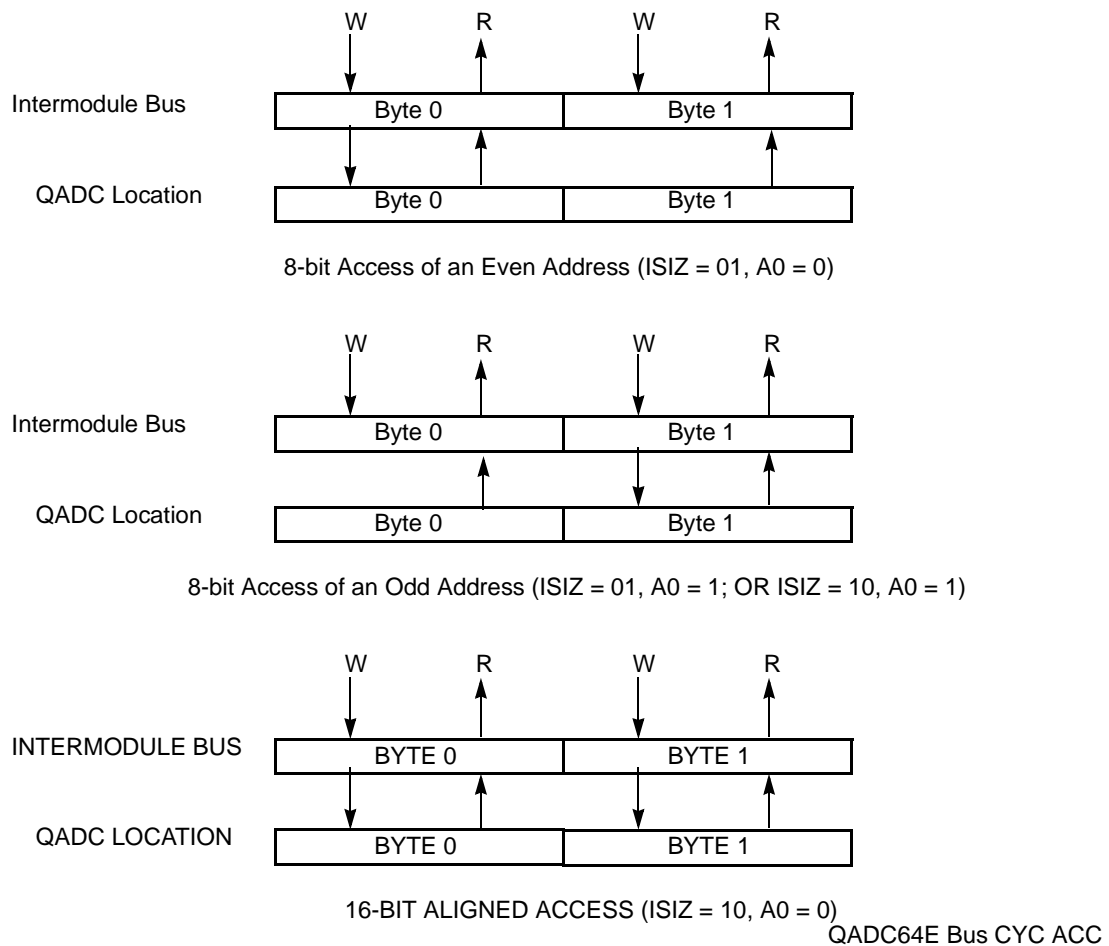 W R W R
Intermodule Bus Byte 0 Byte 1
QADC Location Byte 0 Byte 1
8-bit Access of an Even Address (ISIZ = 01, A0 = 0)
W R W R
Intermodule Bus Byte 0 Byte 1
QADC Location Byte 0 Byte 1
8-bit Access of an Odd Address (ISIZ = 01, A0 = 1; OR ISIZ = 10, A0 = 1)
W R W R
INTERMODULE BUS BYTE 0 BYTE 1
QADC LOCATION BYTE 0 BYTE 1
16-BIT ALIGNED ACCESS (ISIZ = 10, A0 = 0)
QADC64E Bus CYC ACC